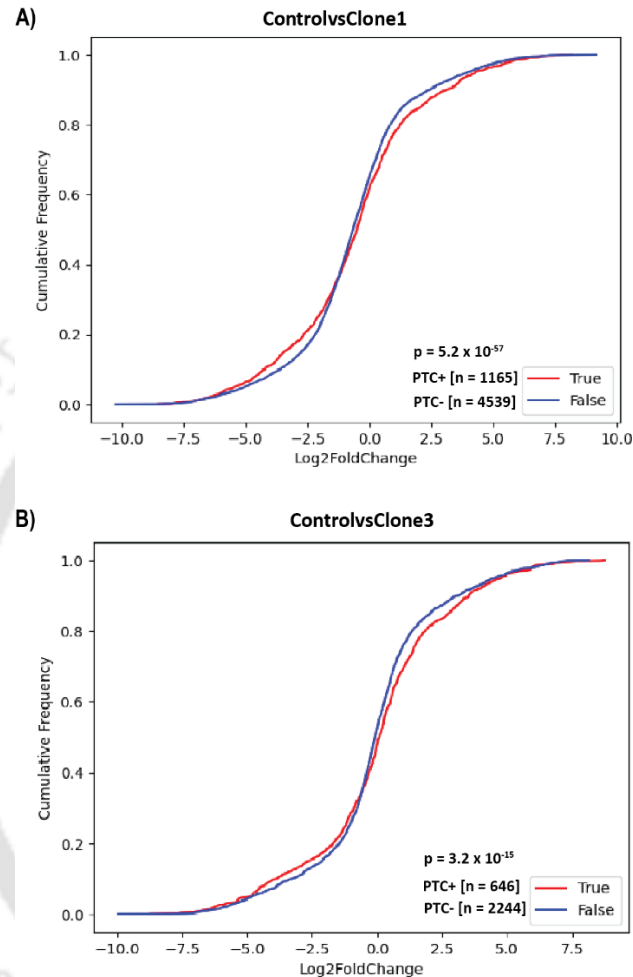 A)
ControlvsClone1
1.0
0.8
0.6
0.4
0.2
0.0
Cumulative Frequency
p = 5.2 x 10⁻⁵⁷
PTC+ [n = 1165]
PTC- [n = 4539]
True
False
−10.0 −7.5 −5.0 −2.5 0.0 2.5 5.0 7.5 10.0
Log2FoldChange
B)
ControlvsClone3
1.0
0.8
0.6
0.4
0.2
0.0
Cumulative Frequency
p = 3.2 x 10⁻¹⁵
PTC+ [n = 646]
PTC- [n = 2244]
True
False
−10.0 −7.5 −5.0 −2.5 0.0 2.5 5.0 7.5
Log2FoldChange